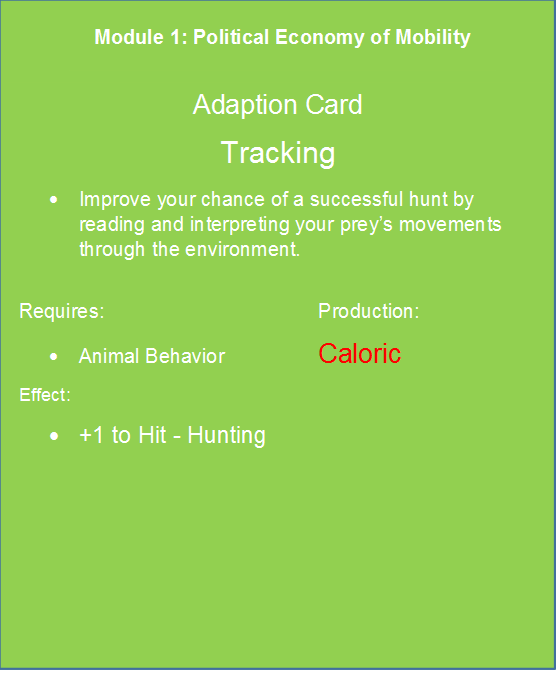 Module 1: Political Economy of Mobility
Adaption Card
Tracking
• Improve your chance of a successful hunt by
reading and interpreting your prey’s movements
through the environment.
Requires:
• Animal Behavior
Production:
Caloric
Effect:
• +1 to Hit - Hunting